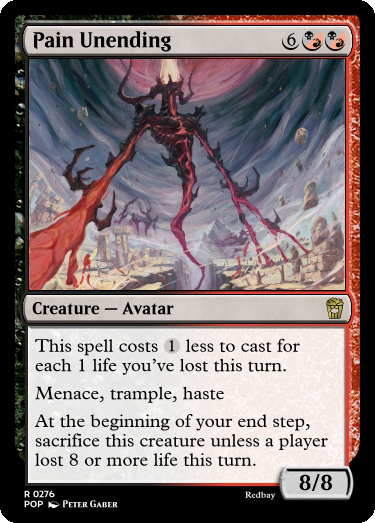 Pain Unending 6
Creature — Avatar
This spell costs 1 less to cast for
each 1 life you've lost this turn.
Menace, trample, haste
At the beginning of your end step,
sacrifice this creature unless a player
lost 8 or more life this turn.
8/8
R 0276
POP Peter Gaber
Redbay